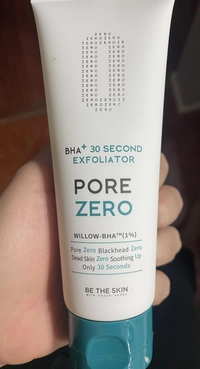 ZEROZEROZERO
BHA+ 30 SECOND
EXFOLIATOR
PORE
ZERO
WILLOW-BHA™(1%)
Pore Zero Blackhead Zero
Dead Skin Zero Soothing Up
Only 30 Seconds
BE THE SKIN